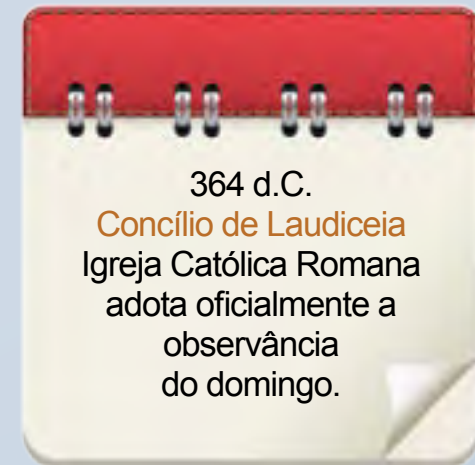 364 d.C.
Concílio de Laudiceia
Igreja Católica Romana
adota oficialmente a
observância
do domingo.